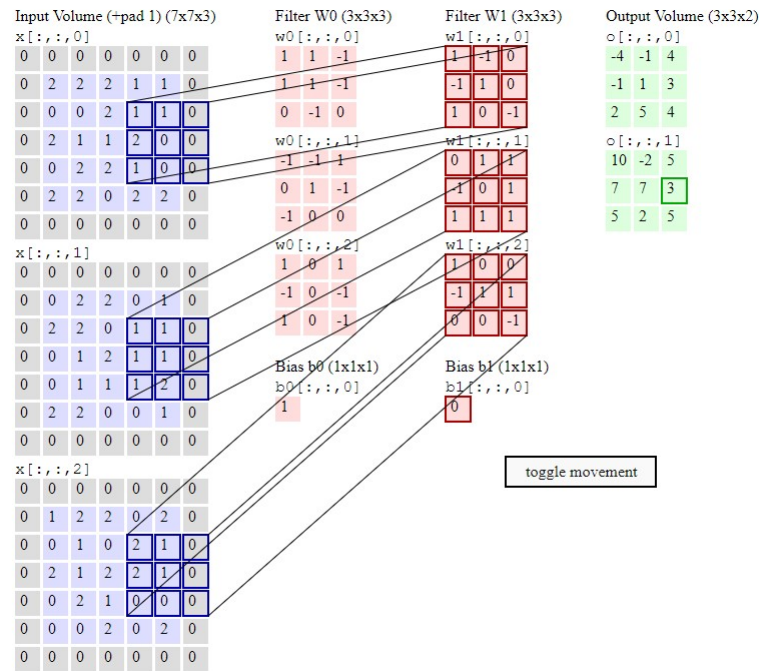 Input Volume (+pad 1) (7x7x3)
x[:,:,0]
0 0 0 0 0 0 0
0 2 2 2 1 1 0
0 0 0 2 1 1 0
0 2 1 1 2 0 0
0 0 2 2 1 0 0
0 2 2 0 2 2 0
0 0 0 0 0 0 0
x[:,:,1]
0 0 0 0 0 0 0
0 0 2 2 0 1 0
0 2 2 0 1 1 0
0 0 1 2 1 1 0
0 0 1 1 1 2 0
0 2 2 0 0 1 0
0 0 0 0 0 0 0
x[:,:,2]
0 0 0 0 0 0 0
0 1 2 2 0 2 0
0 0 1 0 2 1 0
0 2 1 2 2 1 0
0 0 2 1 0 0 0
0 0 0 2 0 2 0
0 0 0 0 0 0 0
Filter W0 (3x3x3)
w0[:,:,0]
1 1 -1
1 1 -1
0 -1 0
w0[:,:,1]
-1 -1 1
0 1 -1
-1 0 0
w0[:,:,2]
1 0 1
-1 0 -1
1 0 -1
Bias b0 (1x1x1)
b0[:,:,0]
1
Filter W1 (3x3x3)
w1[:,:,0]
1 -1 0
-1 1 0
1 0 -1
w1[:,:,1]
0 1 1
-1 0 1
1 1 1
w1[:,:,2]
1 0 0
-1 1 1
0 0 -1
Bias b1 (1x1x1)
b1[:,:,0]
0
Output Volume (3x3x2)
o[:,:,0]
-4 -1 4
-1 1 3
2 5 4
o[:,:,1]
10 -2 5
7 7 3
5 2 5
toggle movement